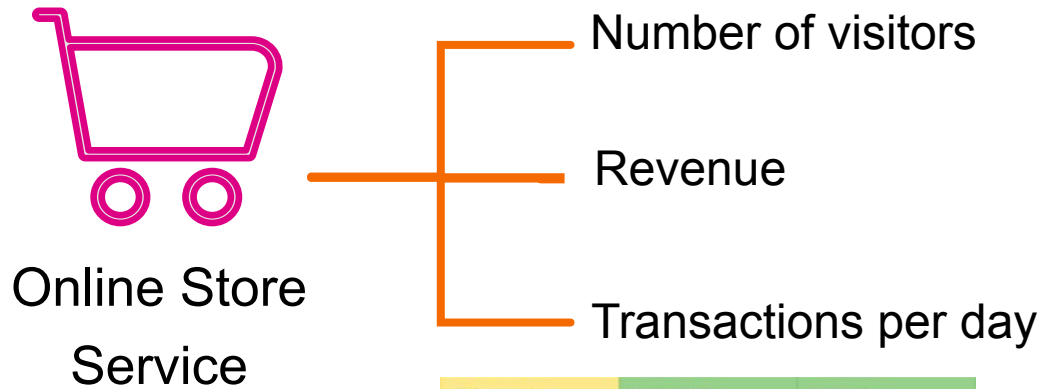 Number of visitors
Revenue
Transactions per day
Online Store
Service